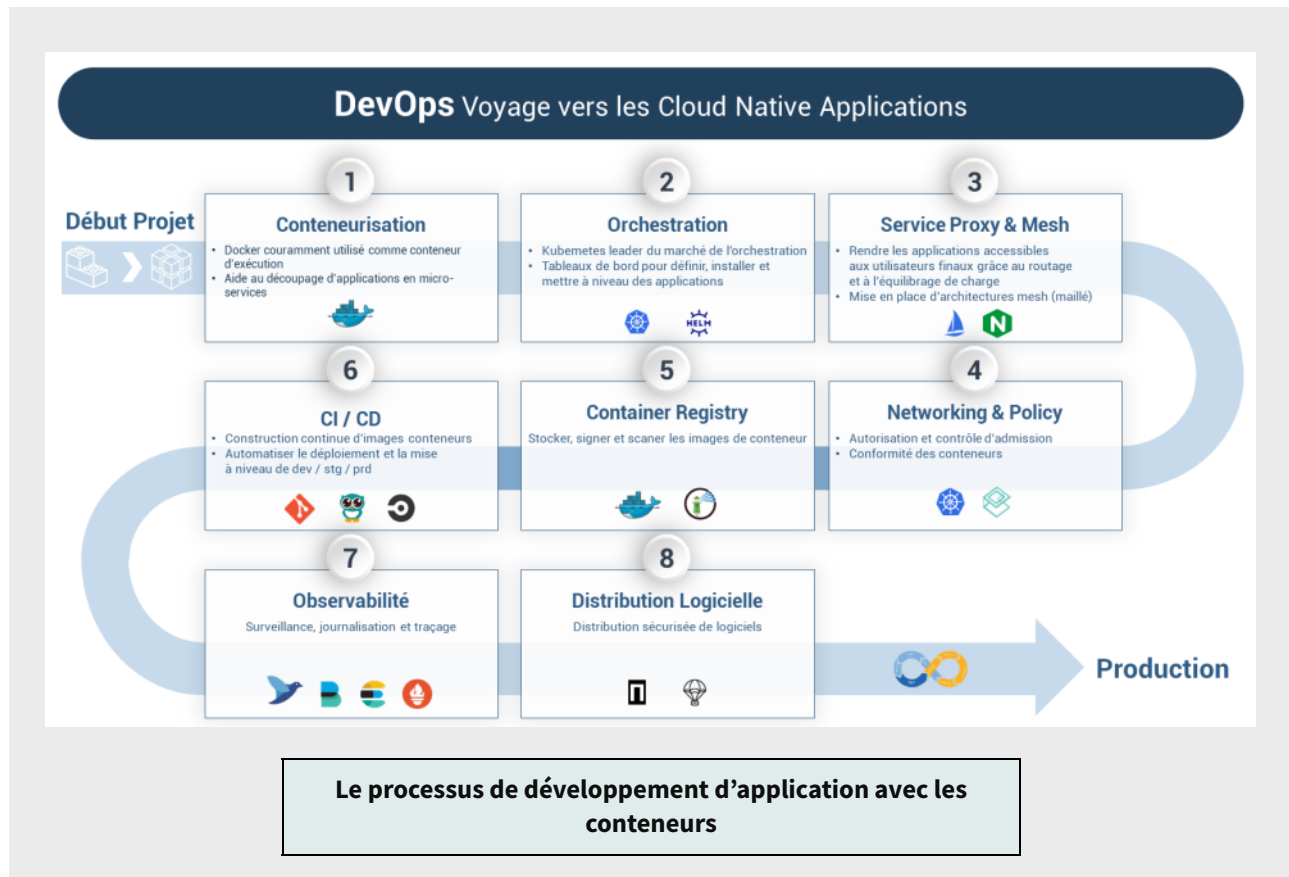 DevOps Voyage vers les Cloud Native Applications
Début Projet
1
Conteneurisation
• Docker couramment utilisé comme conteneur
d'exécution
• Aide au découpage d'applications en micro-
services
2
Orchestration
• Kubernetes leader du marché de l'orchestration
• Tableaux de bord pour définir, installer et
mettre à niveau des applications
HELM
3
Service Proxy & Mesh
• Rendre les applications accessibles
aux utilisateurs finaux grâce au routage
et à l'équilibrage de charge
• Mise en place d'architectures mesh (maillé)
N
4
Networking & Policy
• Autorisation et contrôle d'admission
• Conformité des conteneurs
5
Container Registry
Stocker, signer et scaner les images de conteneur
6
CI / CD
• Construction continue d'images conteneurs
• Automatiser le déploiement et la mise
à niveau de dev / stg / prd
7
Observabilité
Surveillance, journalisation et traçage
8
Distribution Logicielle
Distribution sécurisée de logiciels
Production
Le processus de développement d'application avec les
conteneurs